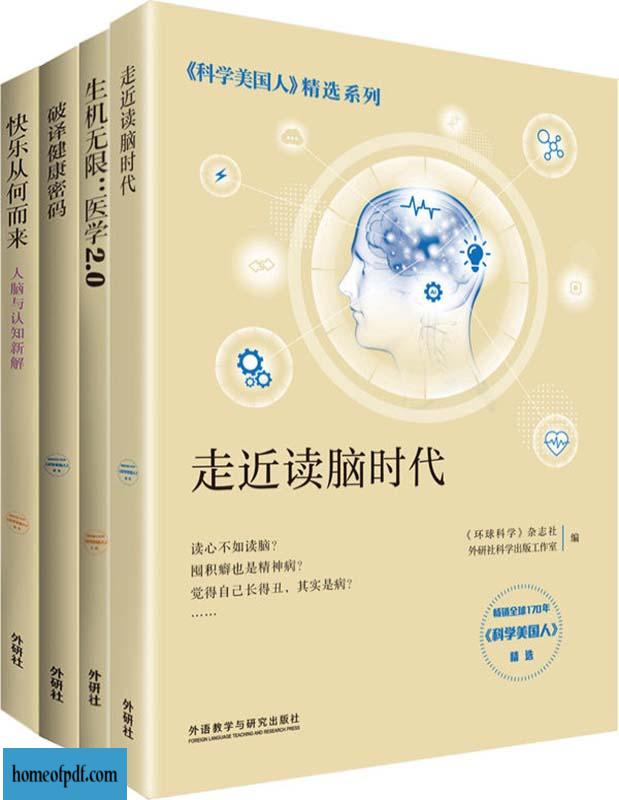 快乐从何而来
人脑与认知新解
外研社
破译健康密码
外研社
生机无限：医学2.0
外研社
走近读脑时代
外研社
《科学美国人》精选系列
AI
走近读脑时代
读心不如读脑？
囤积癖也是精神病？
觉得自己长得丑，其实是病？
……
《环球科学》杂志社
外研社科学出版工作室
编
畅销全球170年
《科学美国人》
精选
外语教学与研究出版社
FOREIGN LANGUAGE TEACHING AND RESEARCH PRESS
homeofpdf.com